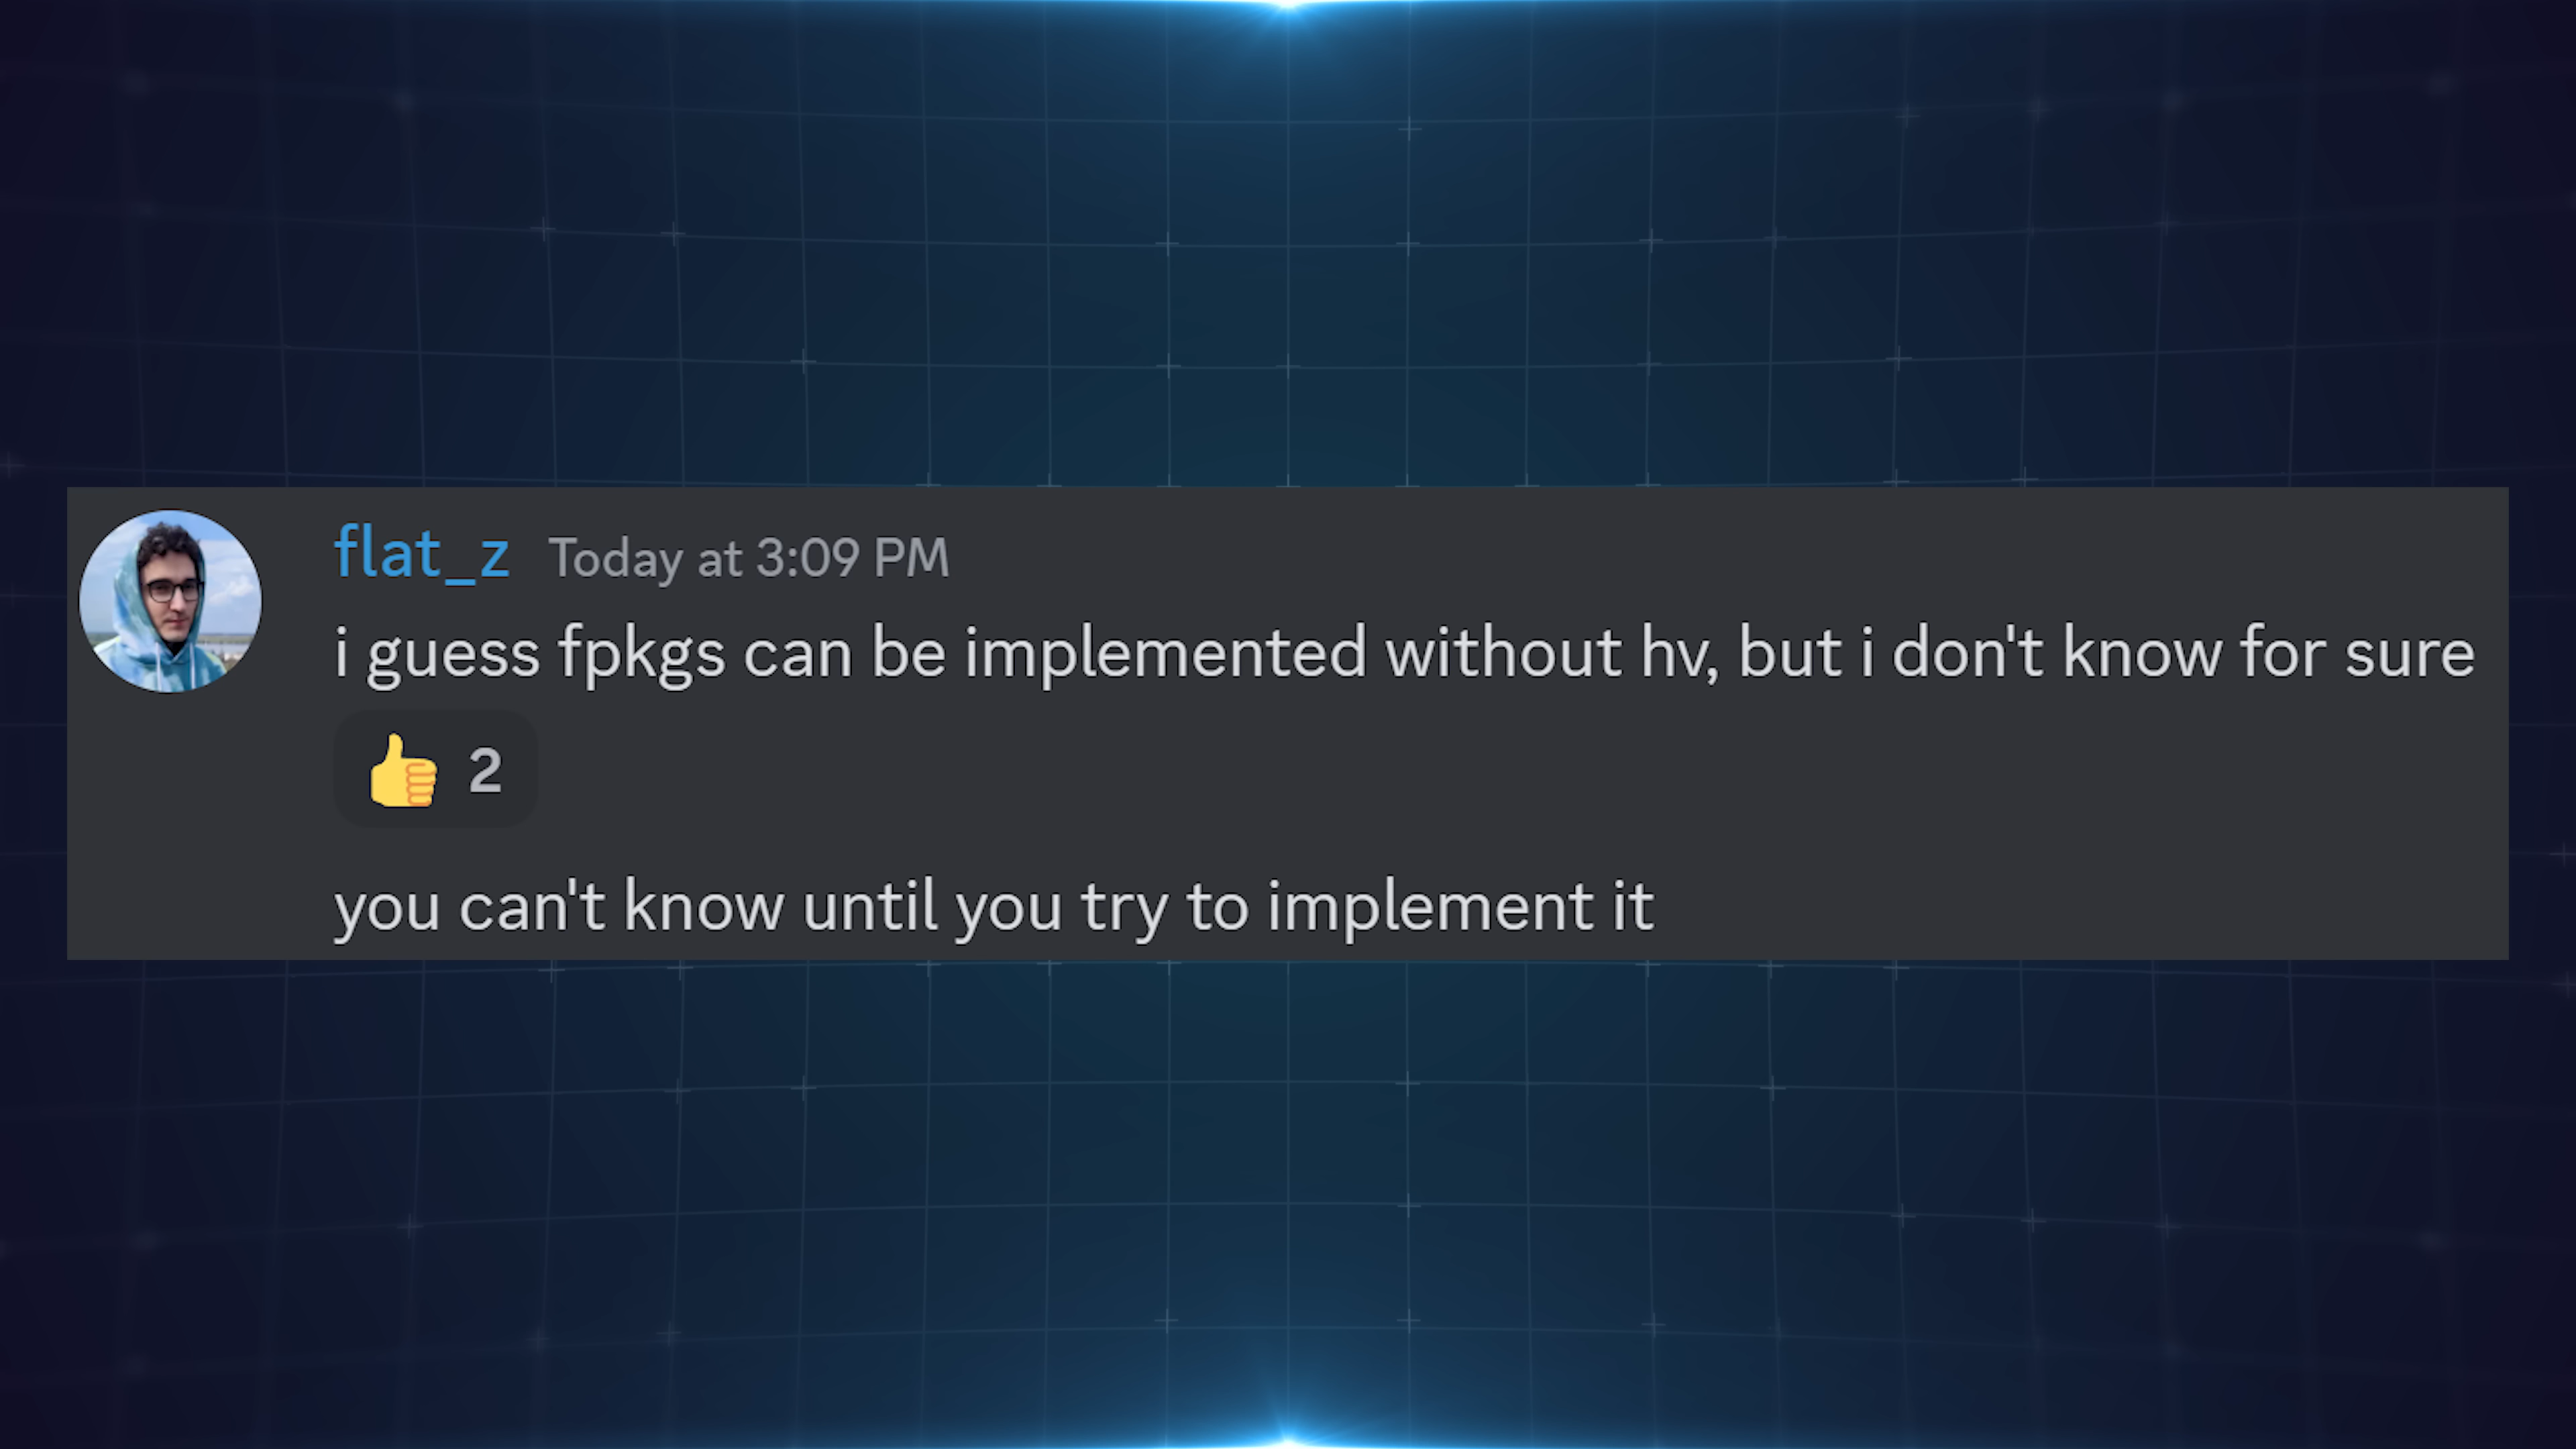 flat_z Today at 3:09 PM
i guess fpkgs can be implemented without hv, but i don't know for sure
👍 2
you can't know until you try to implement it